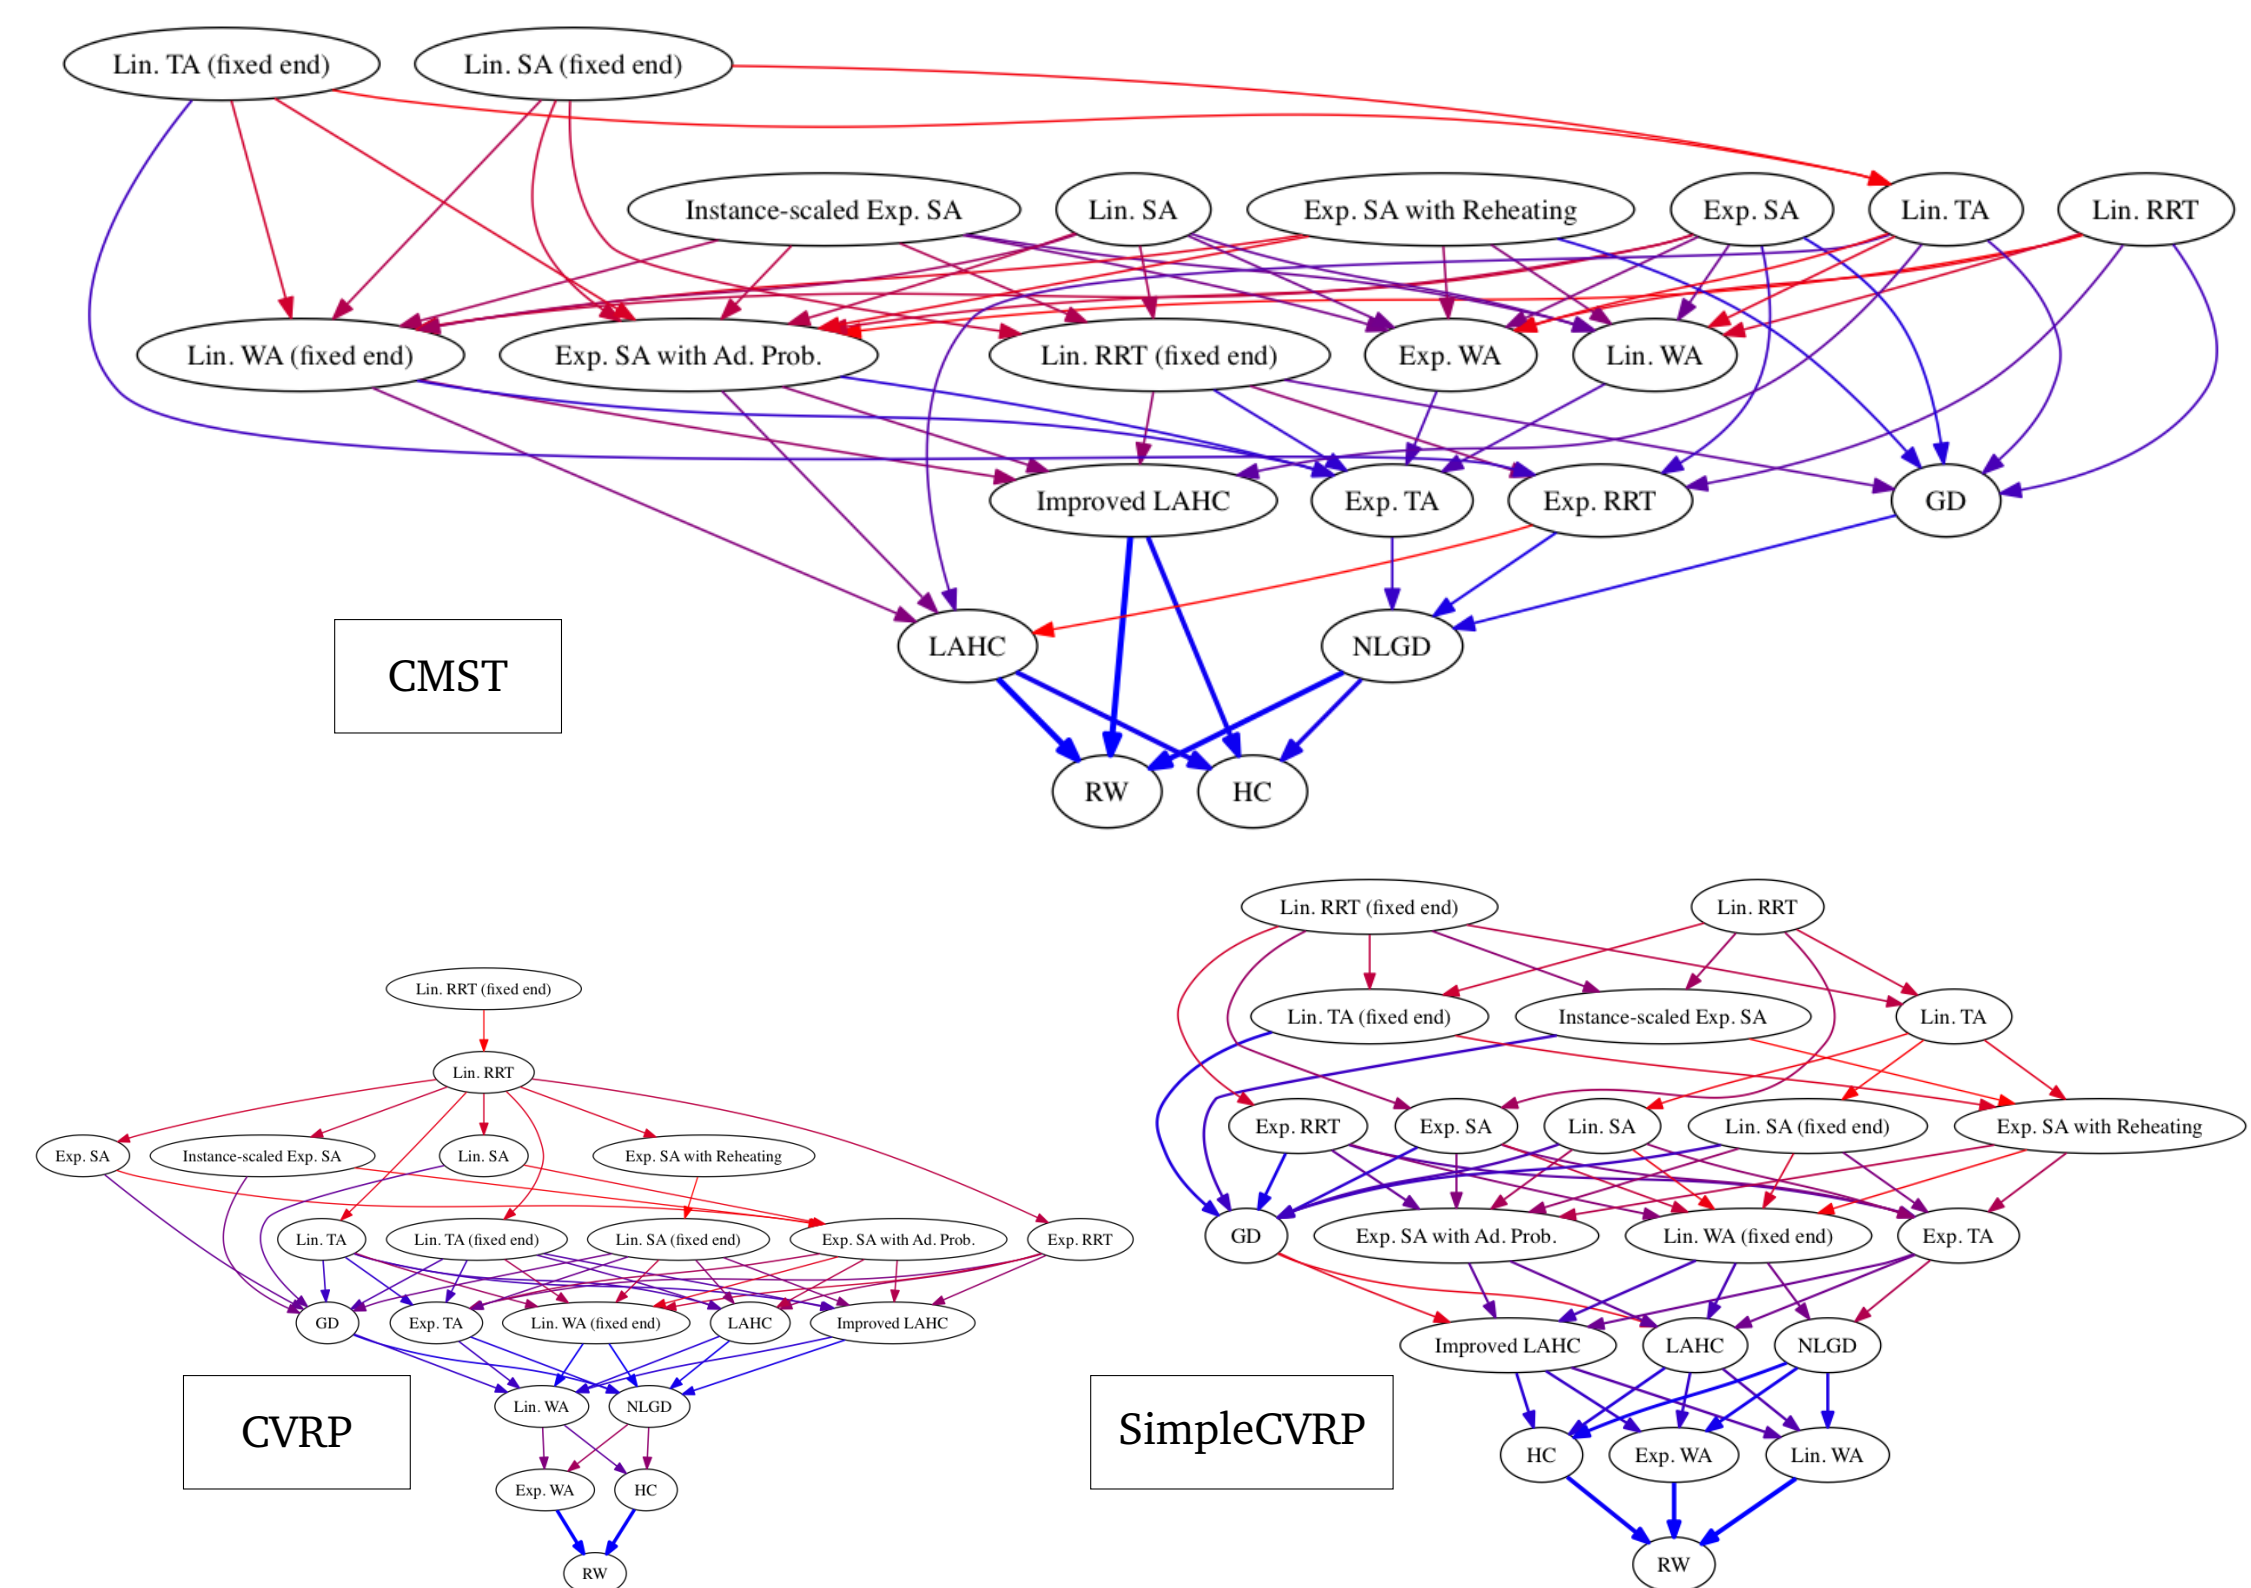 Lin. TA (fixed end)
Lin. SA (fixed end)
Instance-scaled Exp. SA
Lin. SA
Exp. SA with Reheating
Exp. SA
Lin. TA
Lin. RRT
Lin. WA (fixed end)
Exp. SA with Ad. Prob.
Lin. RRT (fixed end)
Exp. WA
Lin. WA
Improved LAHC
Exp. TA
Exp. RRT
GD
LAHC
NLGD
CMST
RW
HC
Lin. RRT (fixed end)
Lin. RRT
Exp. SA
Instance-scaled Exp. SA
Lin. SA
Exp. SA with Reheating
Lin. TA
Lin. TA (fixed end)
Lin. SA (fixed end)
Exp. SA with Ad. Prob.
Exp. RRT
GD
Exp. TA
Lin. WA (fixed end)
LAHC
Improved LAHC
Lin. WA
NLGD
CVRP
Exp. WA
HC
RW
Lin. RRT (fixed end)
Lin. RRT
Lin. TA (fixed end)
Instance-scaled Exp. SA
Lin. TA
Exp. RRT
Exp. SA
Lin. SA
Lin. SA (fixed end)
Exp. SA with Reheating
GD
Exp. SA with Ad. Prob.
Lin. WA (fixed end)
Exp. TA
Improved LAHC
LAHC
NLGD
SimpleCVRP
HC
Exp. WA
Lin. WA
RW